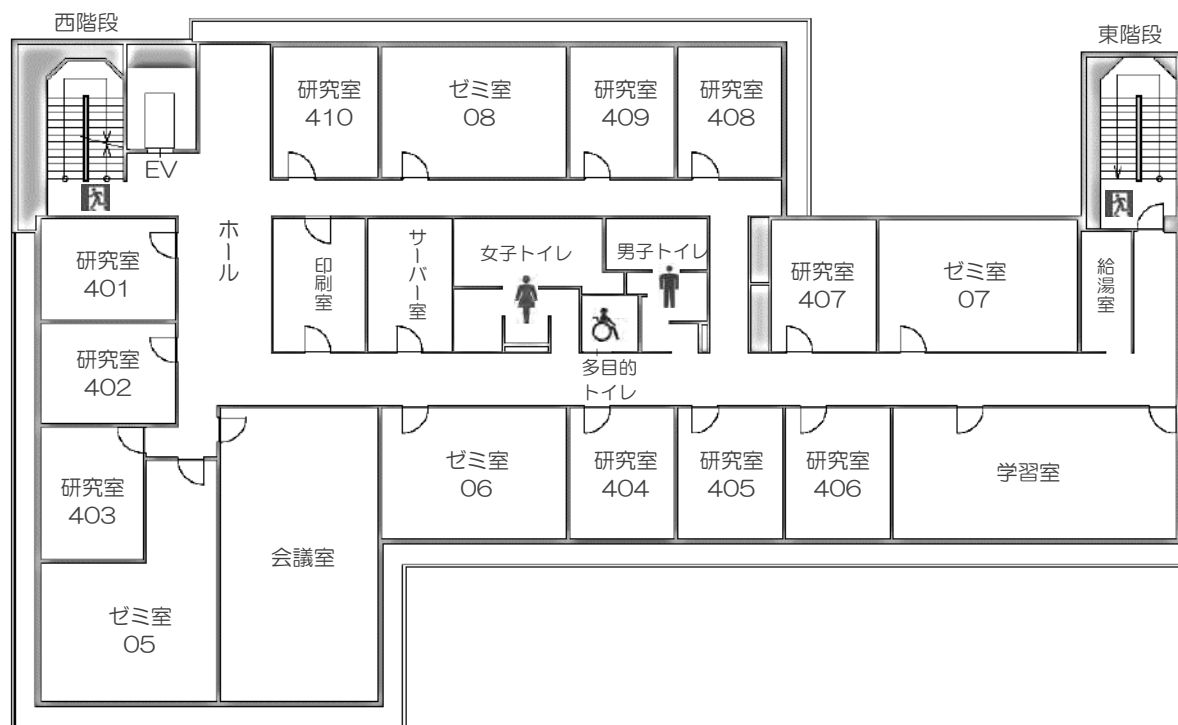 西階段
東階段
研究室
410
ゼミ室
08
研究室
409
研究室
408
EV
ホール
研究室
401
印刷室
サーバー室
女子トイレ
男子トイレ
研究室
407
ゼミ室
07
給湯室
研究室
402
多目的
トイレ
研究室
403
ゼミ室
06
研究室
404
研究室
405
研究室
406
学習室
会議室
ゼミ室
05